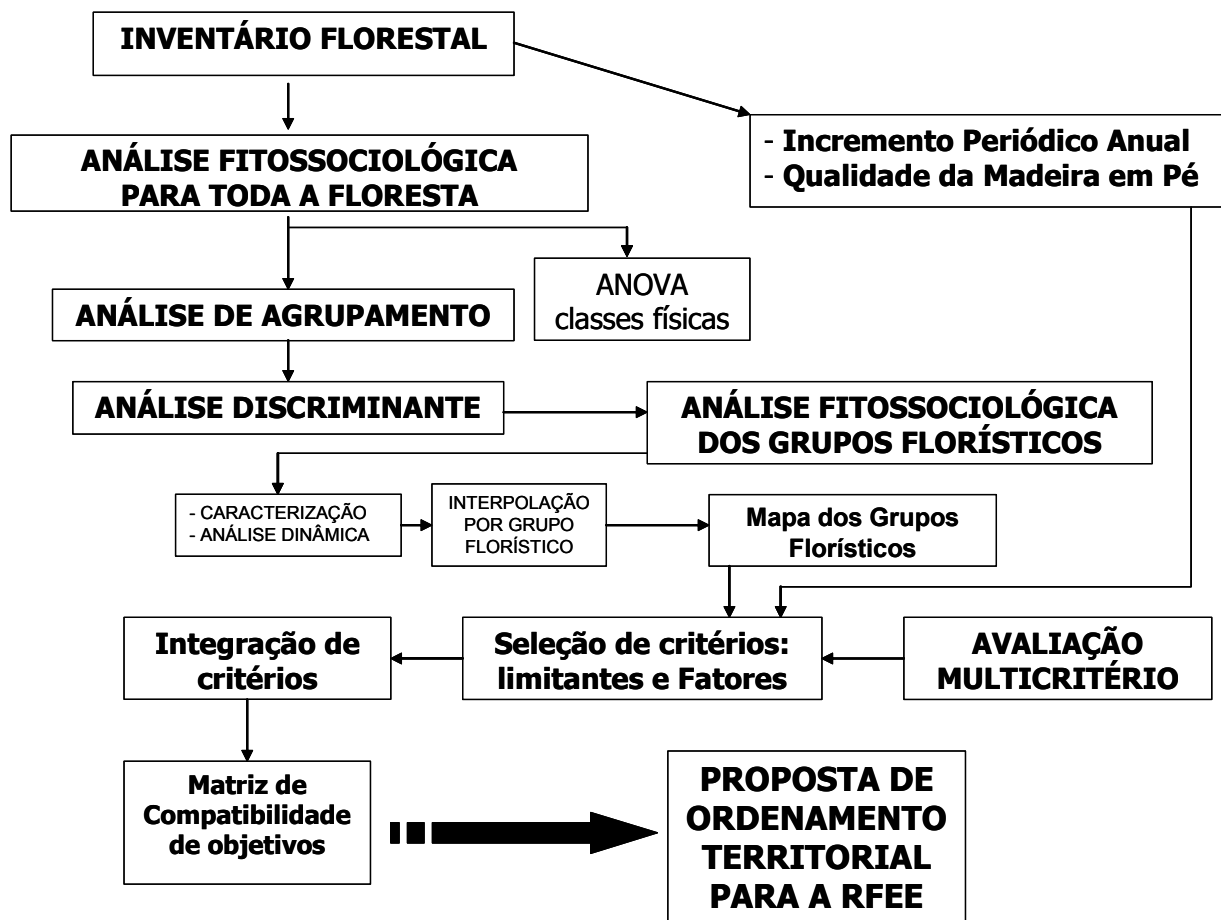 INVENTÁRIO FLORESTAL
- Incremento Periódico Anual
- Qualidade da Madeira em Pé
ANÁLISE FITOSSOCIOLÓGICA
PARA TODA A FLORESTA
ANOVA
classes físicas
ANÁLISE DE AGRUPAMENTO
ANÁLISE DISCRIMINANTE
ANÁLISE FITOSSOCIOLÓGICA
DOS GRUPOS FLORÍSTICOS
- CARACTERIZAÇÃO
- ANÁLISE DINÂMICA
INTERPOLAÇÃO
POR GRUPO
FLORÍSTICO
Mapa dos Grupos
Florísticos
Integração de
critérios
Seleção de critérios:
limitantes e Fatores
AVALIAÇÃO
MULTICRITÉRIO
Matriz de
Compatibilidade
de objetivos
PROPOSTA DE
ORDENAMENTO
TERRITORIAL
PARA A RFEE